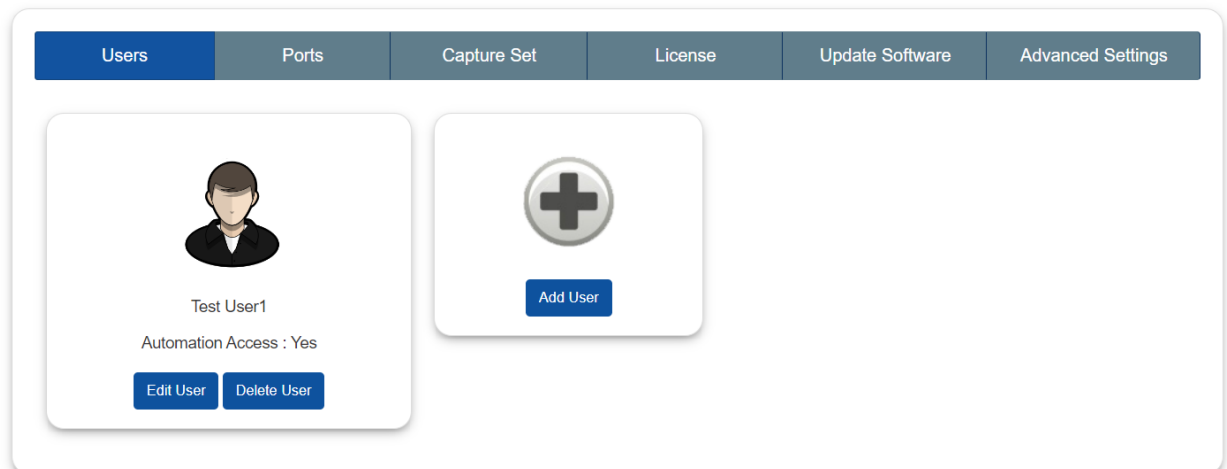 Users Ports Capture Set License Update Software Advanced Settings
Test User1
Automation Access : Yes
Edit User Delete User
Add User